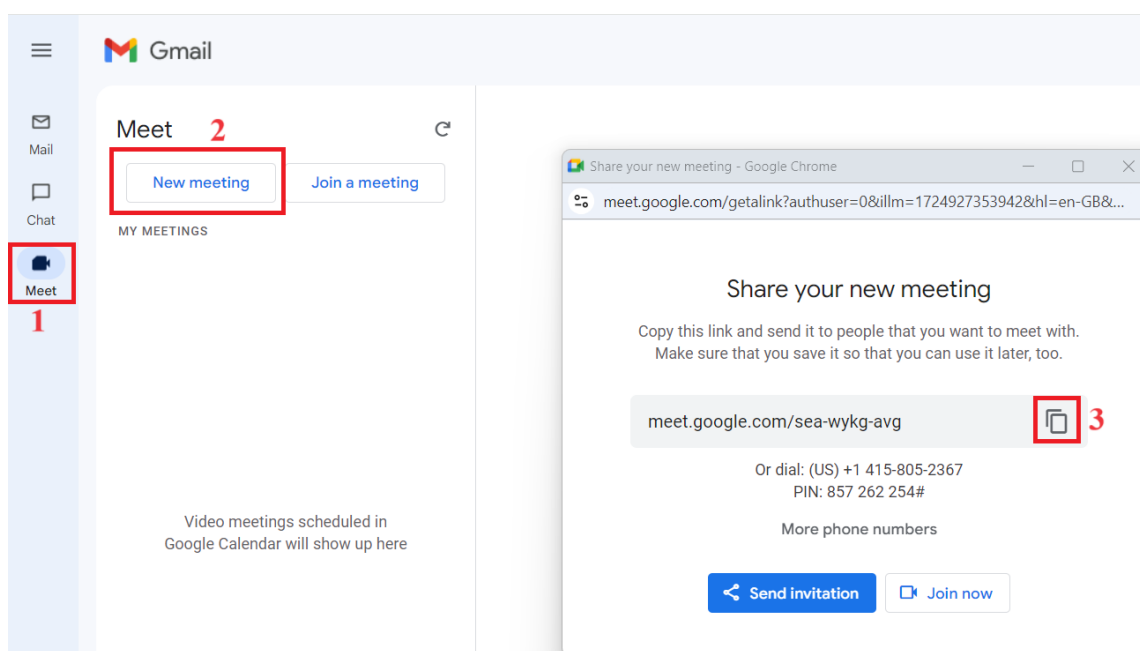 Gmail
Mail
Chat
Meet
1
Meet 2
New meeting Join a meeting
MY MEETINGS
Video meetings scheduled in
Google Calendar will show up here
Share your new meeting - Google Chrome
meet.google.com/getalink?authuser=0&illm=1724927353942&hl=en-GB&...
Share your new meeting
Copy this link and send it to people that you want to meet with.
Make sure that you save it so that you can use it later, too.
meet.google.com/sea-wykg-avg 3
Or dial: (US) +1 415-805-2367
PIN: 857 262 254#
More phone numbers
Send invitation Join now